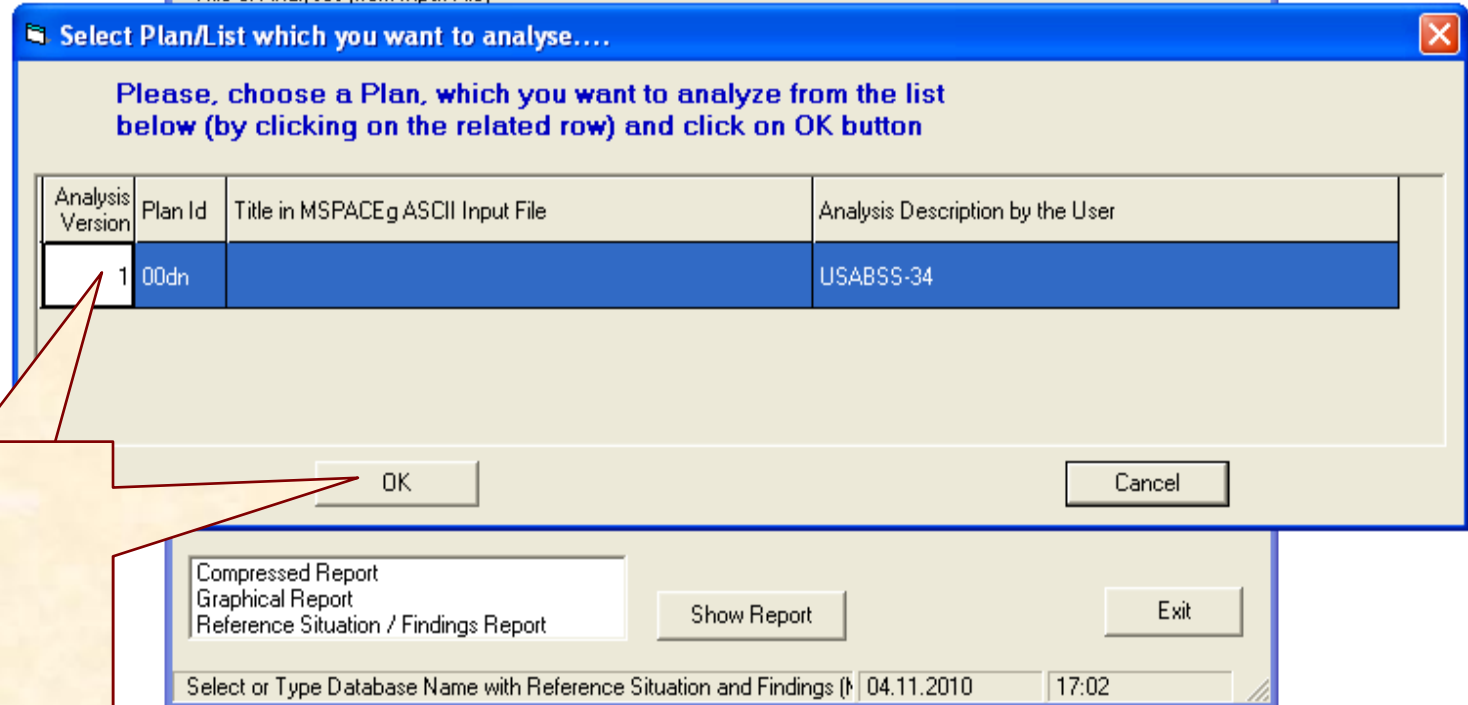 Select Plan/List which you want to analyse....
Please, choose a Plan, which you want to analyze from the list
below (by clicking on the related row) and click on OK button
Analysis Version Plan Id Title in MSPACEg ASCII Input File Analysis Description by the User
1 00dn USABSS-34
OK Cancel
Compressed Report
Graphical Report
Reference Situation / Findings Report
Show Report Exit
Select or Type Database Name with Reference Situation and Findings ( 04.11.2010 17:02